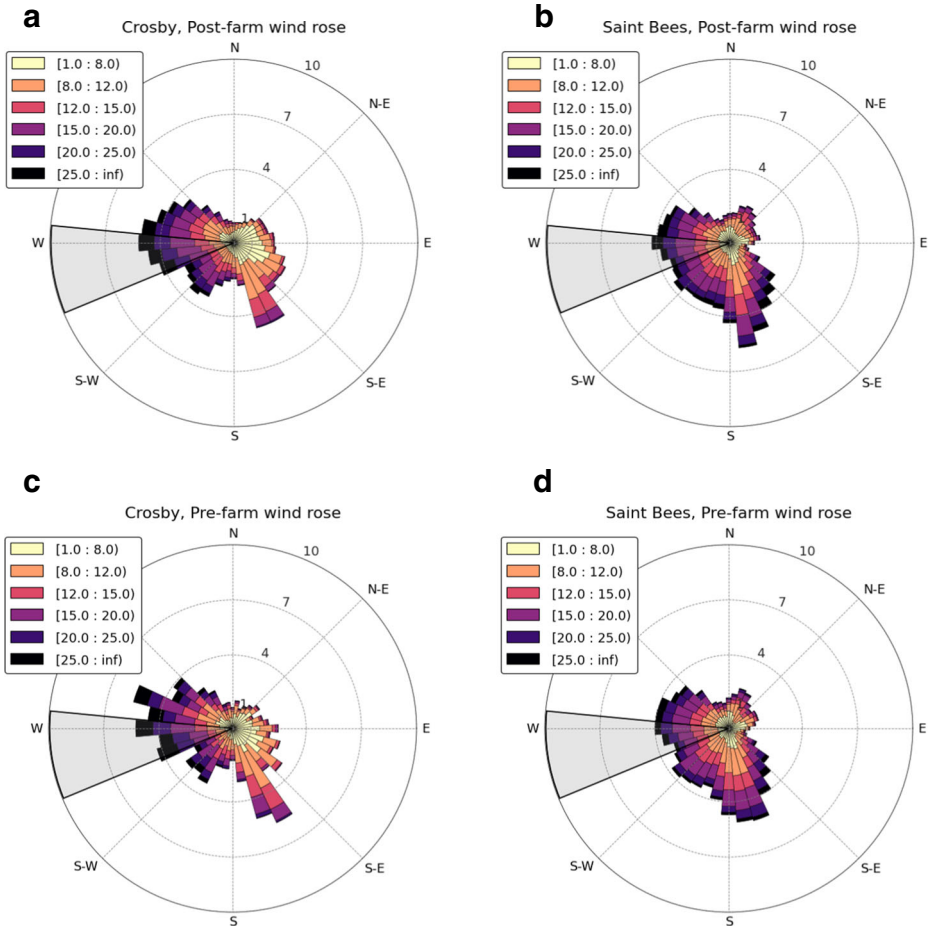 a
Crosby, Post-farm wind rose
N
[1.0 : 8.0)
[8.0 : 12.0)
[12.0 : 15.0)
[15.0 : 20.0)
[20.0 : 25.0)
[25.0 : inf)
10
N-E
7
4
1
W
E
S-W
S-E
S
b
Saint Bees, Post-farm wind rose
N
[1.0 : 8.0)
[8.0 : 12.0)
[12.0 : 15.0)
[15.0 : 20.0)
[20.0 : 25.0)
[25.0 : inf)
10
N-E
7
4
W
E
S-W
S-E
S
c
Crosby, Pre-farm wind rose
N
[1.0 : 8.0)
[8.0 : 12.0)
[12.0 : 15.0)
[15.0 : 20.0)
[20.0 : 25.0)
[25.0 : inf)
10
N-E
7
4
1
W
E
S-W
S-E
S
d
Saint Bees, Pre-farm wind rose
N
[1.0 : 8.0)
[8.0 : 12.0)
[12.0 : 15.0)
[15.0 : 20.0)
[20.0 : 25.0)
[25.0 : inf)
10
N-E
7
4
W
E
S-W
S-E
S